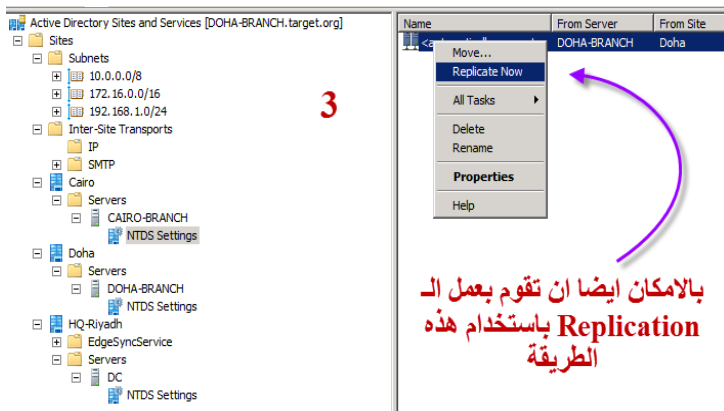 Active Directory Sites and Services [DOHA-BRANCH.target.org]
Sites
Subnets
10.0.0.0/8
172.16.0.0/16
192.168.1.0/24
Inter-Site Transports
IP
SMTP
Cairo
Servers
CAIRO-BRANCH
NTDS Settings
Doha
Servers
DOHA-BRANCH
NTDS Settings
HQ-Riyadh
EdgeSyncService
Servers
DC
NTDS Settings
3
Name From Server From Site
DOHA-BRANCH Doha
Move...
Replicate Now
All Tasks
Delete
Rename
Properties
Help
بالامكان ايضا ان تقوم بعمل الـ
Replication باستخدام هذه
الطريقة